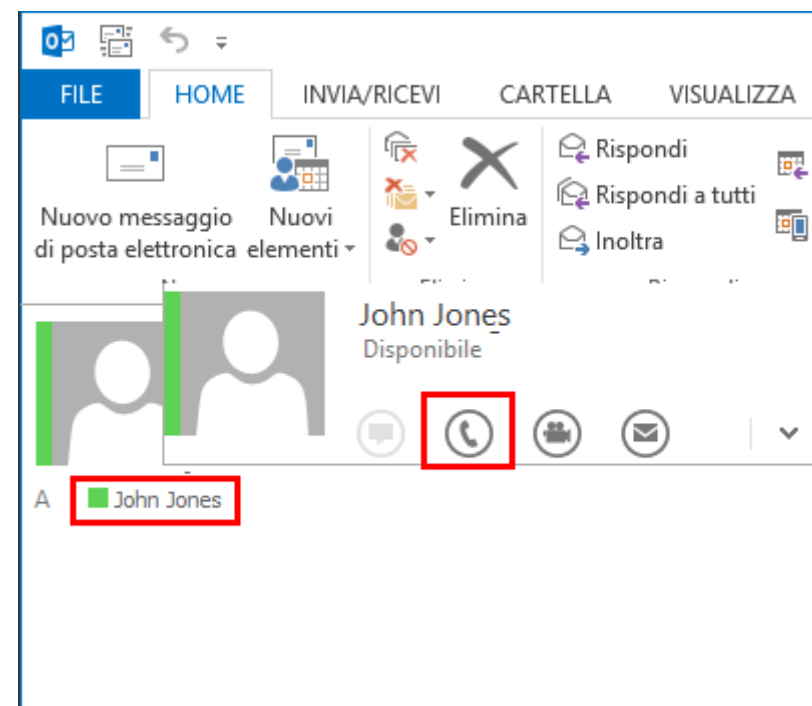 FILE HOME INVIA/RICEVI CARTELLA VISUALIZZA
Nuovo messaggio
di posta elettronica
Nuovi
elementi
Elimina
Rispondi
Rispondi a tutti
Inoltra
John Jones
Disponibile
A John Jones